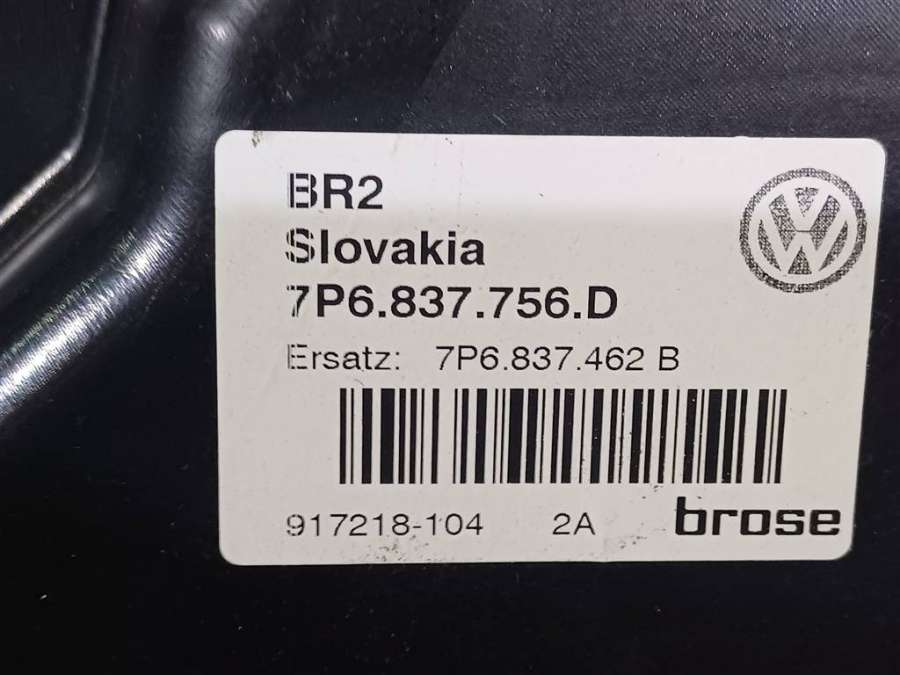 BR2
Slovakia
7P6.837.756.D
Ersatz: 7P6.837.462 B
917218-104 2A brose